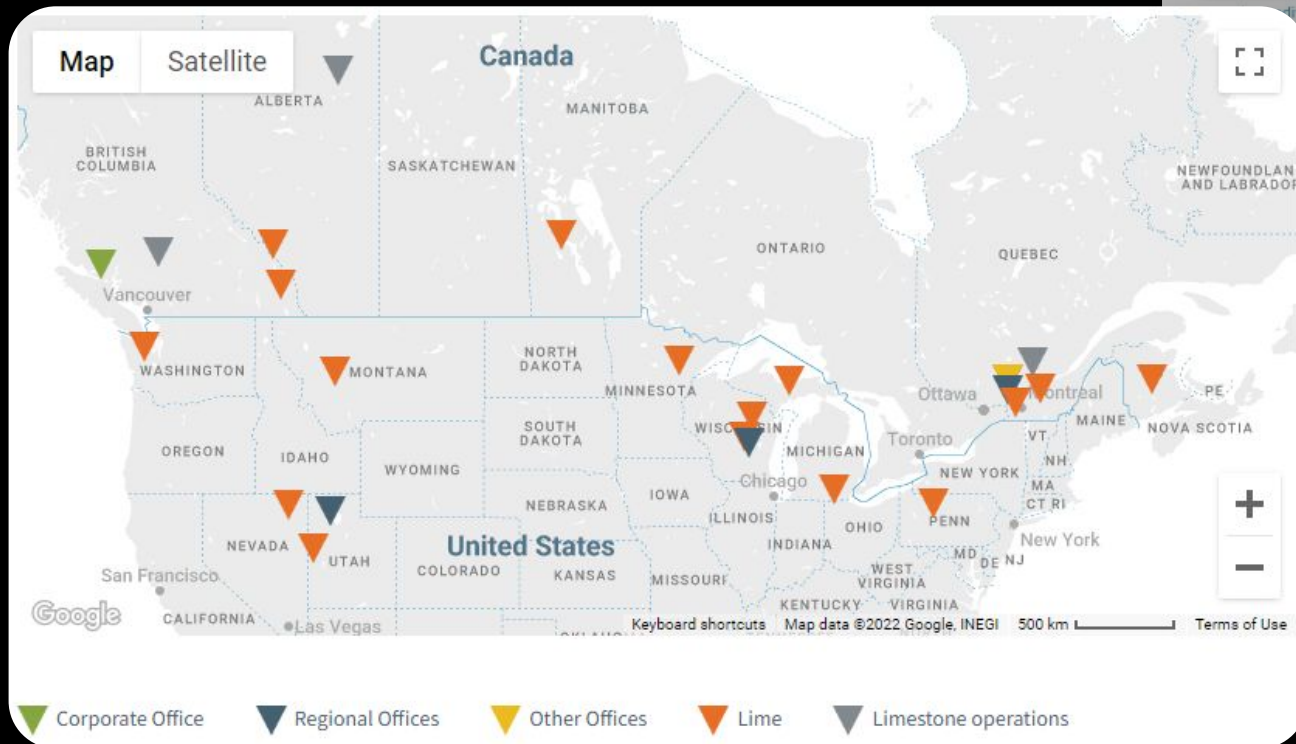 Map
Satellite
Canada
ALBERTA
MANITOBA
BRITISH
COLUMBIA
SASKATCHEWAN
NEWFOUNDLAN
AND LABRADOR
ONTARIO
QUEBEC
Vancouver
WASHINGTON
MONTANA
NORTH
DAKOTA
MINNESOTA
Ottawa
Montreal
PE
MAINE
NOVA SCOTIA
OREGON
IDAHO
SOUTH
DAKOTA
WISCONSIN
MICHIGAN
Toronto
VT
NH
WYOMING
NEW YORK
MA
CT RI
Chicago
NEBRASKA
IOWA
ILLINOIS
INDIANA
OHIO
PENN
New York
NEVADA
UTAH
United States
COLORADO
KANSAS
MISSOURI
WEST
VIRGINIA
MD
DE
NJ
San Francisco
KENTUCKY
VIRGINIA
CALIFORNIA
Las Vegas
Google
Keyboard shortcuts
Map data ©2022 Google, INEGI
500 km
Terms of Use
Corporate Office
Regional Offices
Other Offices
Lime
Limestone operations